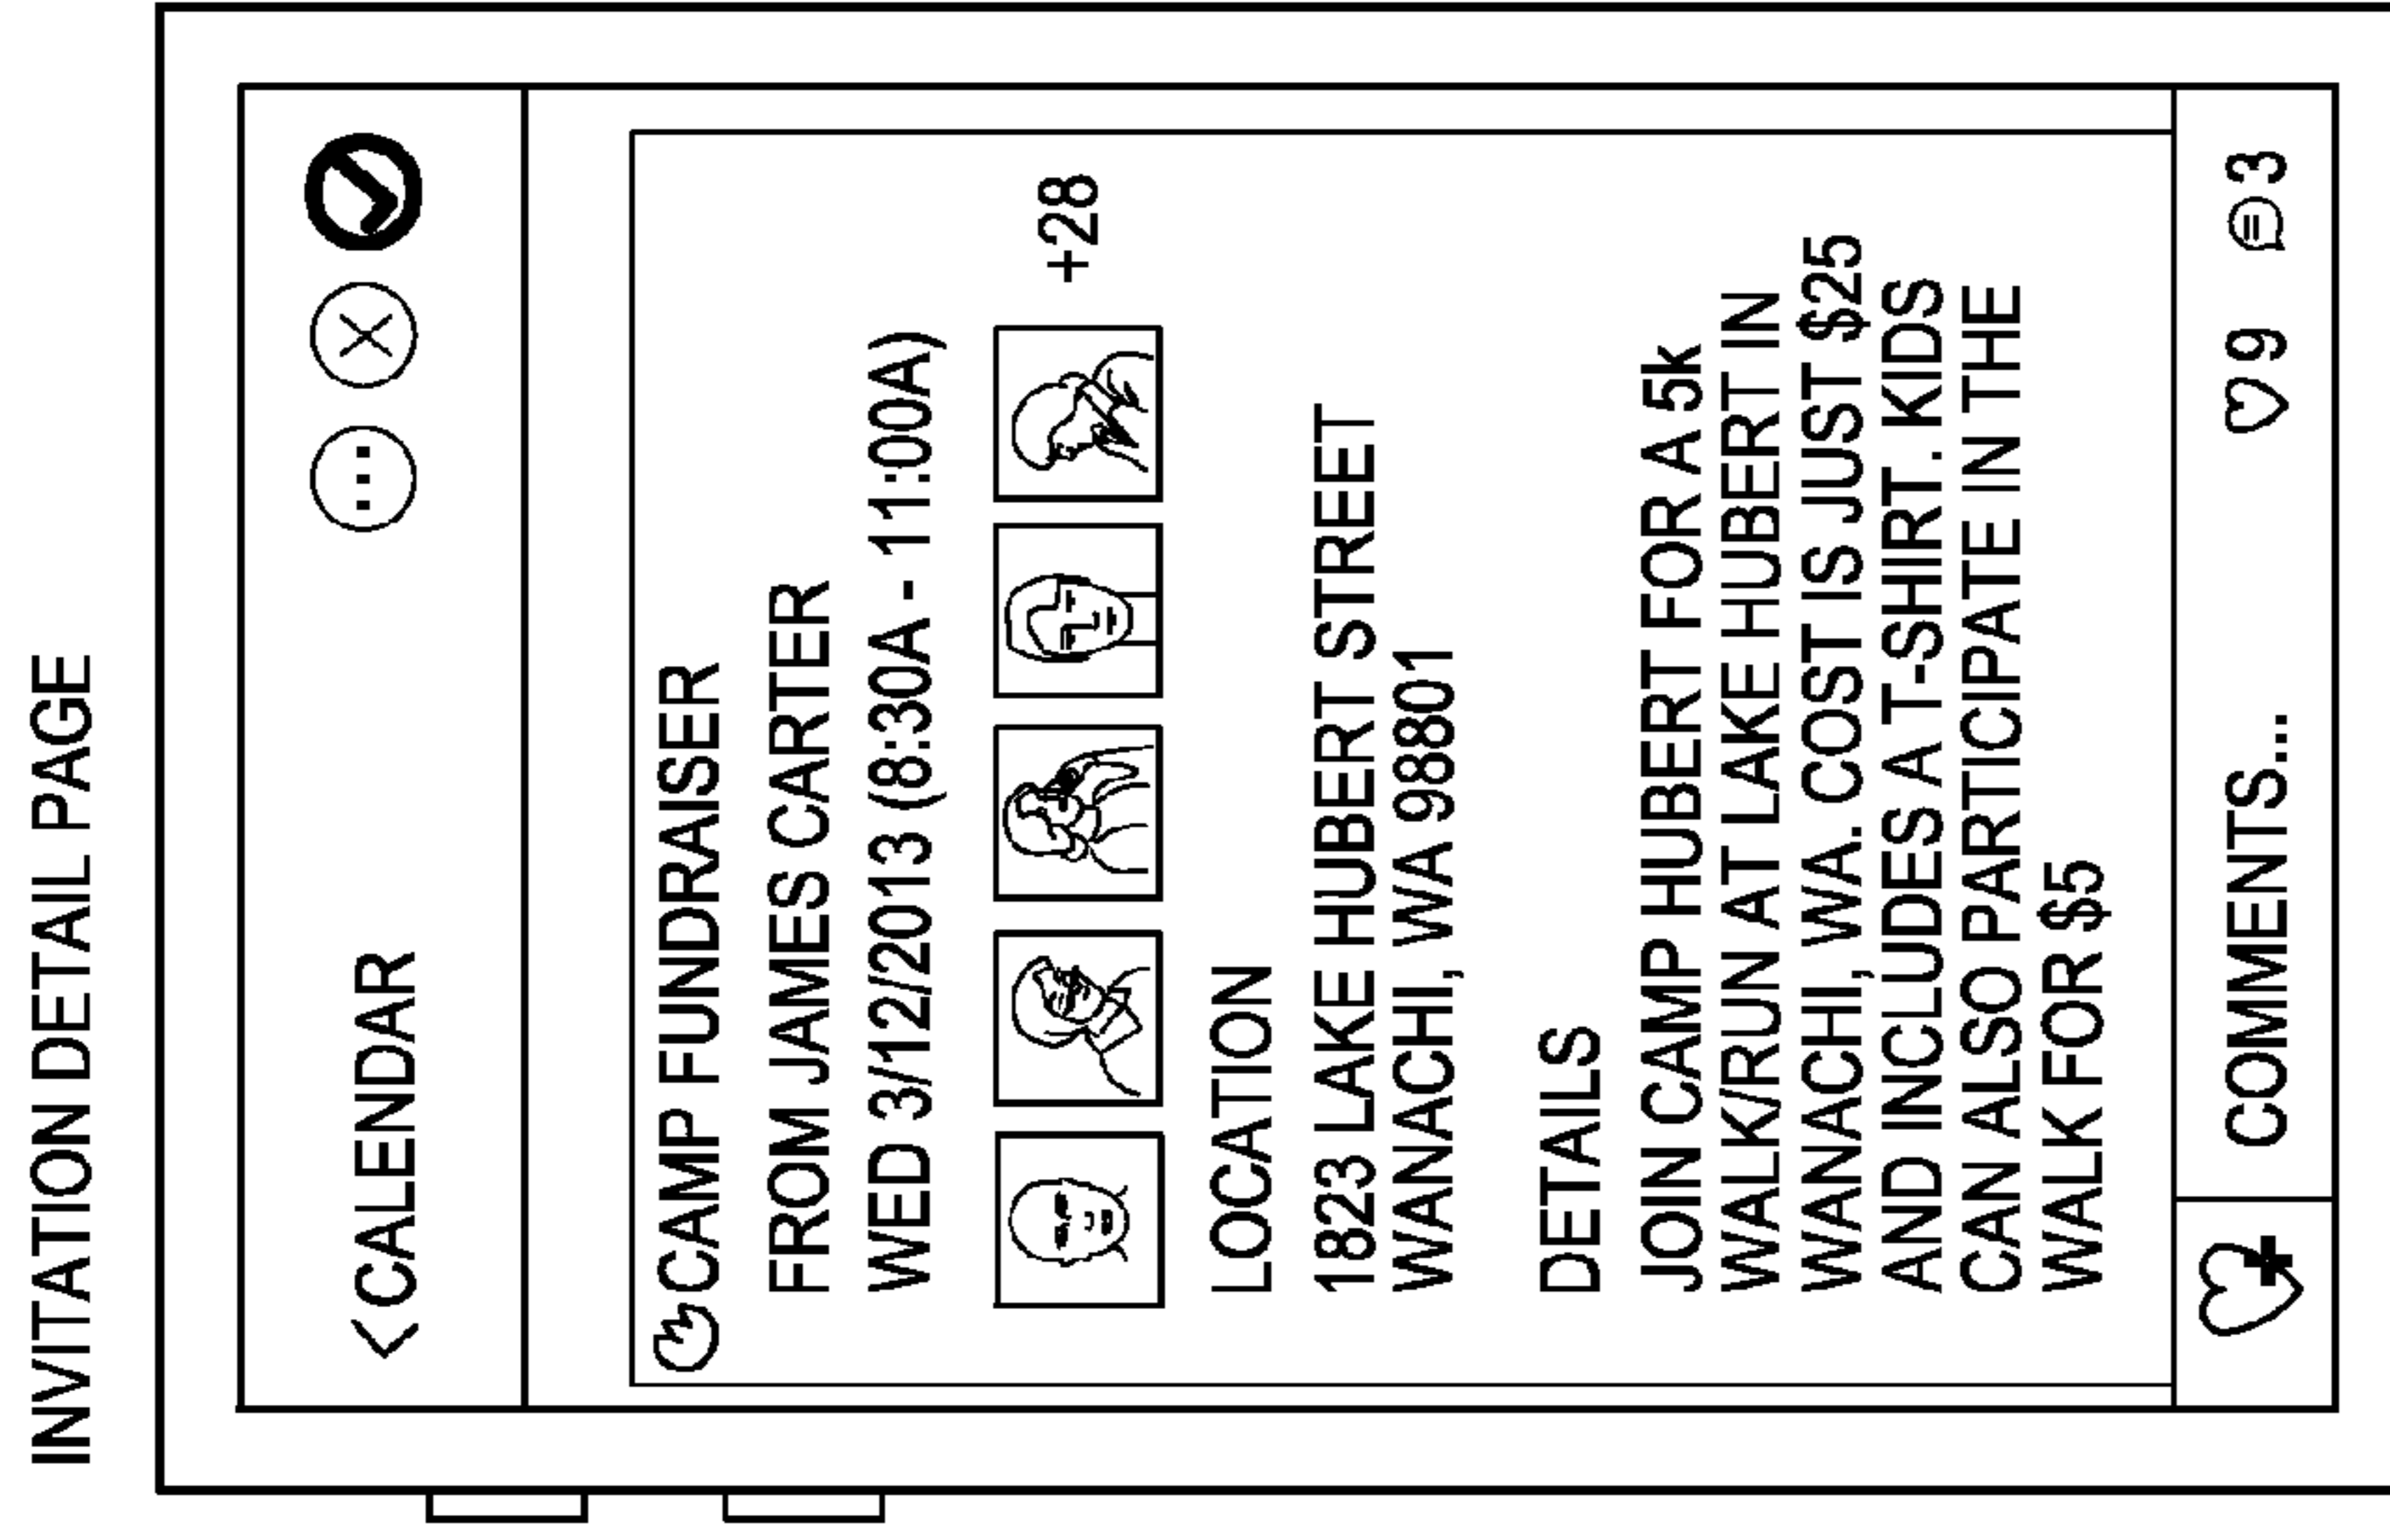 INVITATION DETAIL PAGE
<CALENDAR
CAMP FUNDRAISER
FROM JAMES CARTER
WED 3/12/2013 (8:30A - 11:00A)
+28
LOCATION
1823 LAKE HUBERT STREET
WANACHI, WA 98801
DETAILS
JOIN CAMP HUBERT FOR A 5k
WALK/RUN AT LAKE HUBERT IN
WANACHI, WA. COST IS JUST $25
AND INCLUDES A T-SHIRT. KIDS
CAN ALSO PARTICIPATE IN THE
WALK FOR $5
COMMENTS... 9 3